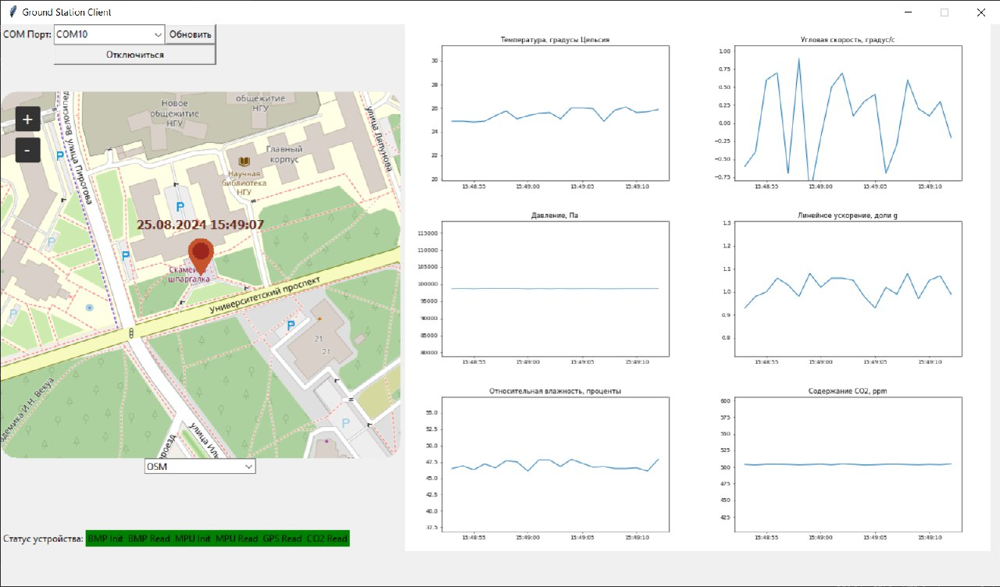 Ground Station Client
COM Порт: COM10 Обновить
Отключиться
+
-
Новое
общежитие
НГУ
общежитие
НГУ
улица Ляпунова
Главный
корпус
Научная
библиотека
НГУ
улица Пирогова
P
P
P
P
25.08.2024 15:49:07
P
шпаргалка
Университетский проспект
P
P
21
21
P
OSM
Статус устройства: BMP Init BMP Read MPU Init MPU Read GPS Read CO2 Read
Температура, градусы Цельсия
30
28
26
24
22
20
15:48:55 15:49:00 15:49:05 15:49:10
Угловая скорость, градус/с
1.00
0.75
0.50
0.25
0.00
−0.25
−0.50
−0.75
15:48:55 15:49:00 15:49:05 15:49:10
Давление, Па
115000
110000
105000
100000
95000
90000
85000
80000
15:48:55 15:49:00 15:49:05 15:49:10
Линейное ускорение, доли g
1.3
1.2
1.1
1.0
0.9
0.8
15:48:55 15:49:00 15:49:05 15:49:10
Относительная влажность, проценты
55.0
52.5
50.0
47.5
45.0
42.5
40.0
37.5
15:48:55 15:49:00 15:49:05 15:49:10
Содержание CO2, ppm
600
575
550
525
500
475
450
425
15:48:55 15:49:00 15:49:05 15:49:10